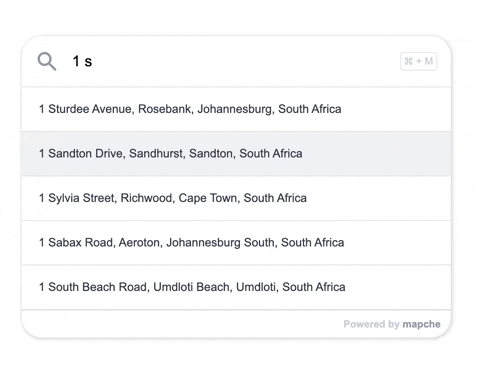 1 s
⌘ + M
1 Sturdee Avenue, Rosebank, Johannesburg, South Africa
1 Sandton Drive, Sandhurst, Sandton, South Africa
1 Sylvia Street, Richwood, Cape Town, South Africa
1 Sabax Road, Aeroton, Johannesburg South, South Africa
1 South Beach Road, Umdloti Beach, Umdloti, South Africa
Powered by mapche